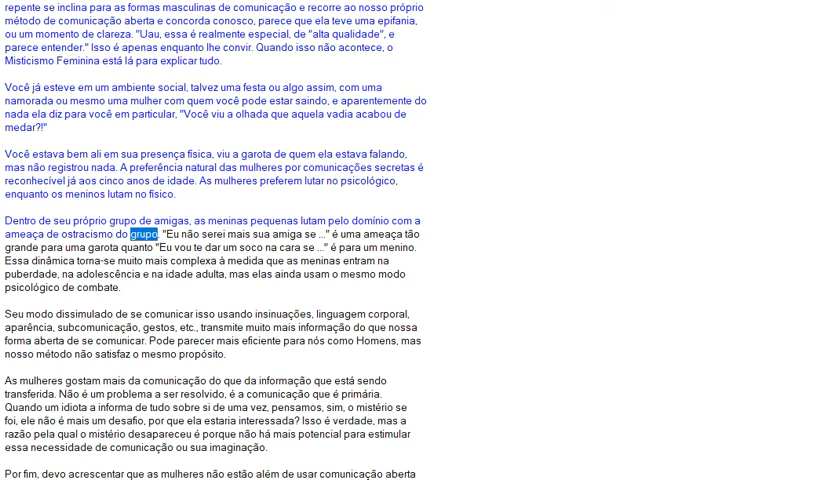 repente se inclina para as formas masculinas de comunicação e recorre ao nosso próprio
método de comunicação aberta e concorda conosco, parece que ela teve uma epifania,
ou um momento de clareza. "Uau, essa é realmente especial, de "alta qualidade", e
parece entender." Isso é apenas enquanto lhe convir. Quando isso não acontece, o
Misticismo Feminina está lá para explicar tudo.
Você já esteve em um ambiente social, talvez uma festa ou algo assim, com uma
namorada ou mesmo uma mulher com quem você pode estar saindo, e aparentemente do
nada ela diz para você em particular, "Você viu a olhada que aquela vadia acabou de
medar?!"
Você estava bem ali em sua presença física, viu a garota de quem ela estava falando,
mas não registrou nada. A preferência natural das mulheres por comunicações secretas é
reconhecível já aos cinco anos de idade. As mulheres preferem lutar no psicológico,
enquanto os meninos lutam no físico.
Dentro de seu próprio grupo de amigas, as meninas pequenas lutam pelo domínio com a
ameaça de ostracismo do grupo. "Eu não serei mais sua amiga se ..." é uma ameaça tão
grande para uma garota quanto "Eu vou te dar um soco na cara se ..." é para um menino.
Essa dinâmica torna-se muito mais complexa à medida que as meninas entram na
puberdade, na adolescência e na idade adulta, mas elas ainda usam o mesmo modo
psicológico de combate.
Seu modo dissimulado de se comunicar isso usando insinuações, linguagem corporal,
aparência, subcomunicação, gestos, etc., transmite muito mais informação do que nossa
forma aberta de se comunicar. Pode parecer mais eficiente para nós como Homens, mas
nosso método não satisfaz o mesmo propósito.
As mulheres gostam mais da comunicação do que da informação que está sendo
transferida. Não é um problema a ser resolvido, é a comunicação que é primária.
Quando um idiota a informa de tudo sobre si de uma vez, pensamos, sim, o mistério se
foi, ele não é mais um desafio, por que ela estaria interessada? Isso é verdade, mas a
razão pela qual o mistério desapareceu é porque não há mais potencial para estimular
essa necessidade de comunicação ou sua imaginação.
Por fim, devo acrescentar que as mulheres não estão além de usar comunicação aberta